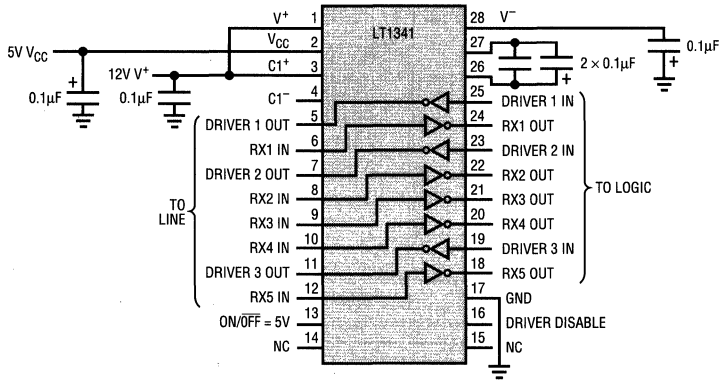 LT1341
V+ 1
VCC 2
C1+ 3
C1− 4
DRIVER 1 OUT 5
RX1 IN 6
DRIVER 2 OUT 7
RX2 IN 8
RX3 IN 9
RX4 IN 10
DRIVER 3 OUT 11
RX5 IN 12
ON/OFF = 5V 13
NC 14
5V VCC
12V V+
+
0.1µF
0.1µF
TO
LINE
28 V−
27
26
25 DRIVER 1 IN
24 RX1 OUT
23 DRIVER 2 IN
22 RX2 OUT
21 RX3 OUT
20 RX4 OUT
19 DRIVER 3 IN
18 RX5 OUT
17 GND
16 DRIVER DISABLE
15 NC
2 × 0.1µF
+
0.1µF
+
TO LOGIC